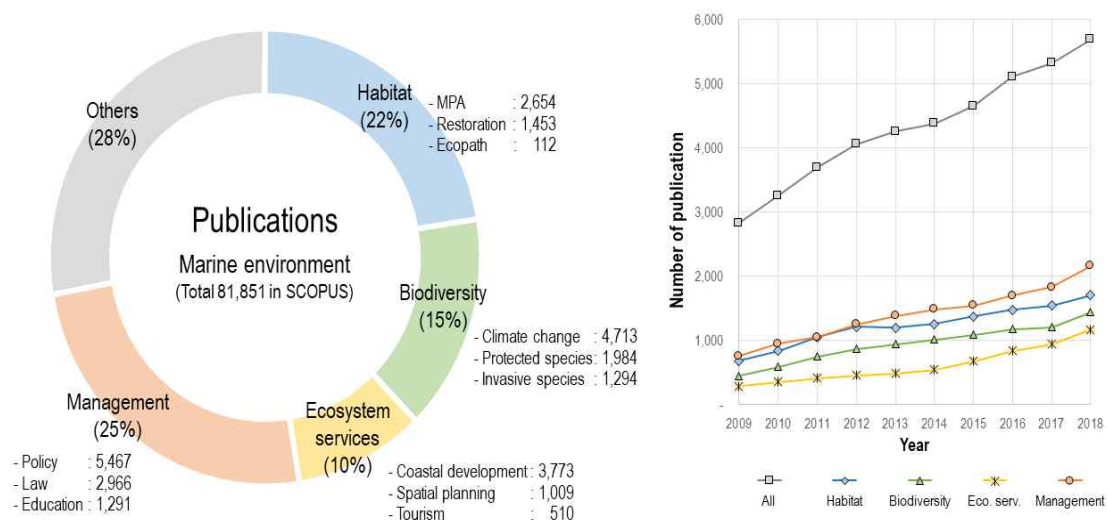 Publications
Marine environment
(Total 81,851 in SCOPUS)
Habitat
(22%)
- MPA : 2,654
- Restoration : 1,453
- Ecopath : 112
Biodiversity
(15%)
- Climate change : 4,713
- Protected species: 1,984
- Invasive species : 1,294
Ecosystem
services
(10%)
- Coastal development : 3,773
- Spatial planning : 1,009
- Tourism : 510
Management
(25%)
- Policy : 5,467
- Law : 2,966
- Education : 1,291
Others
(28%)
Number of publication
6,000
5,000
4,000
3,000
2,000
1,000
-
2009 2010 2011 2012 2013 2014 2015 2016 2017 2018
Year
All Habitat Biodiversity Eco. serv. Management